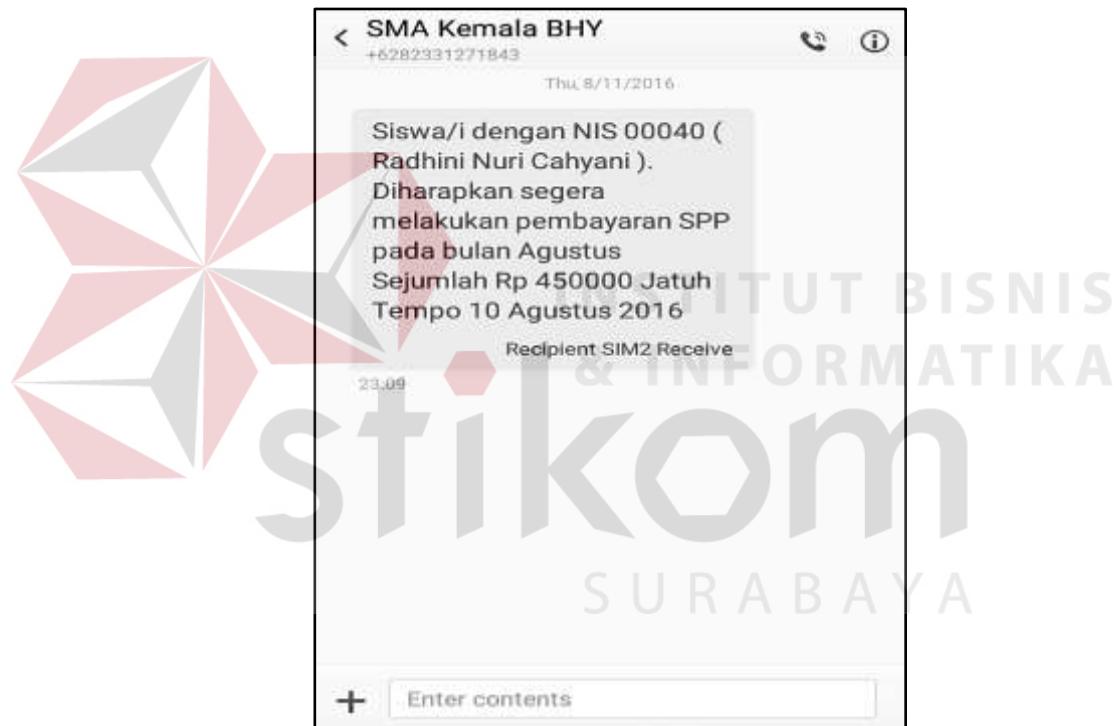 SMA Kemala BHY
+6282331271843
Thu, 8/11/2016
Siswa/i dengan NIS 00040 (
Radhini Nuri Cahyani ).
Diharapkan segera
melakukan pembayaran SPP
pada bulan Agustus
Sejumlah Rp 450000 Jatuh
Tempo 10 Agustus 2016
Recipient SIM2 Receive
23.09
Enter contents
INSTITUT BISNIS
& INFORMATIKA
stikom
SURABAYA